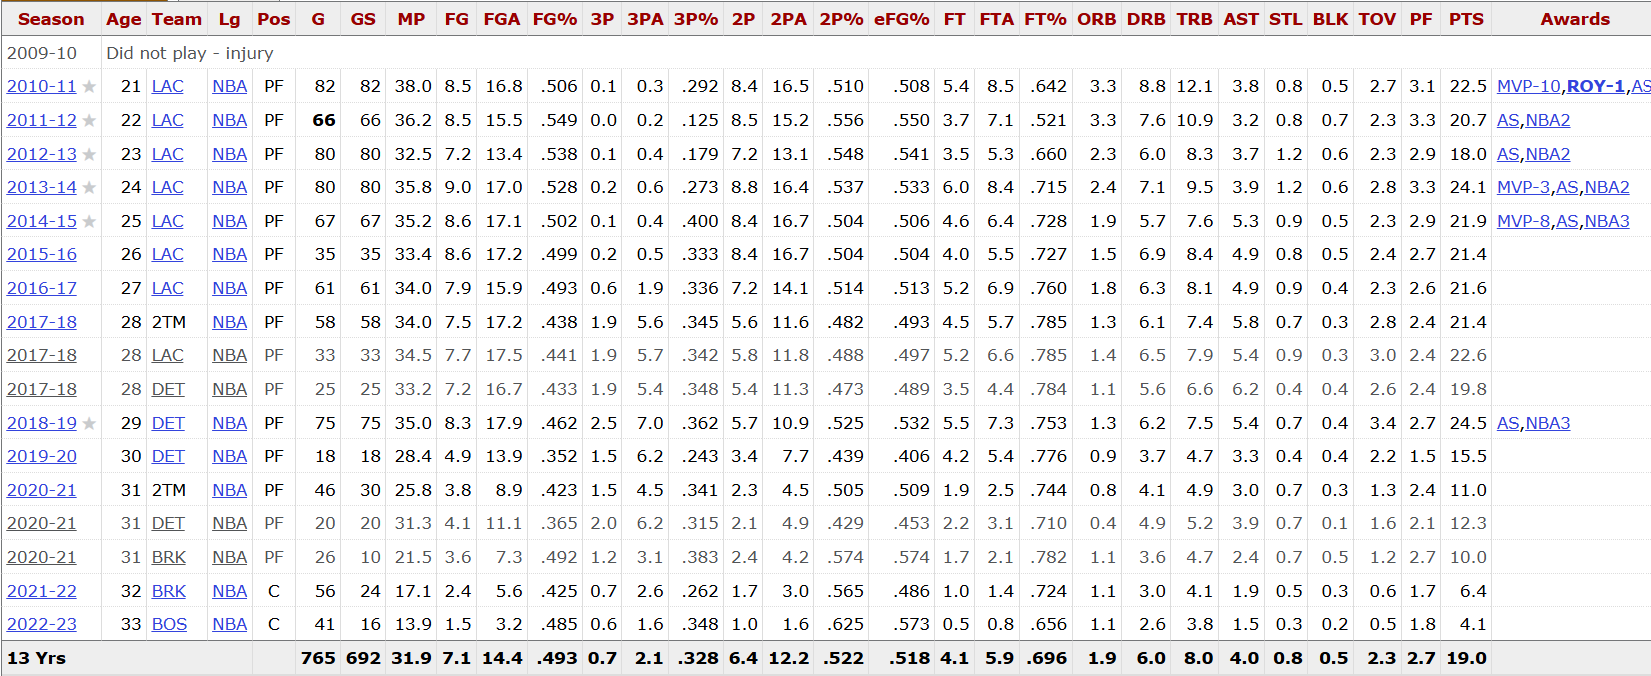 Season Age Team Lg Pos G GS MP FG FGA FG% 3P 3PA 3P% 2P 2PA 2P% eFG% FT FTA FT% ORB DRB TRB AST STL BLK TOV PF PTS Awards
2009-10 Did not play - injury
2010-11 ★ 21 LAC NBA PF 82 82 38.0 8.5 16.8 .506 0.1 0.3 .292 8.4 16.5 .510 .508 5.4 8.5 .642 3.3 8.8 12.1 3.8 0.8 0.5 2.7 3.1 22.5 MVP-10,ROY-1,AS
2011-12 ★ 22 LAC NBA PF 66 66 36.2 8.5 15.5 .549 0.0 0.2 .125 8.5 15.2 .556 .550 3.7 7.1 .521 3.3 7.6 10.9 3.2 0.8 0.7 2.3 3.3 20.7 AS,NBA2
2012-13 ★ 23 LAC NBA PF 80 80 32.5 7.2 13.4 .538 0.1 0.4 .179 7.2 13.1 .548 .541 3.5 5.3 .660 2.3 6.0 8.3 3.7 1.2 0.6 2.3 2.9 18.0 AS,NBA2
2013-14 ★ 24 LAC NBA PF 80 80 35.8 9.0 17.0 .528 0.2 0.6 .273 8.8 16.4 .537 .533 6.0 8.4 .715 2.4 7.1 9.5 3.9 1.2 0.6 2.8 3.3 24.1 MVP-3,AS,NBA2
2014-15 ★ 25 LAC NBA PF 67 67 35.2 8.6 17.1 .502 0.1 0.4 .400 8.4 16.7 .504 .506 4.6 6.4 .728 1.9 5.7 7.6 5.3 0.9 0.5 2.3 2.9 21.9 MVP-8,AS,NBA3
2015-16 26 LAC NBA PF 35 35 33.4 8.6 17.2 .499 0.2 0.5 .333 8.4 16.7 .504 .504 4.0 5.5 .727 1.5 6.9 8.4 4.9 0.8 0.5 2.4 2.7 21.4
2016-17 27 LAC NBA PF 61 61 34.0 7.9 15.9 .493 0.6 1.9 .336 7.2 14.1 .514 .513 5.2 6.9 .760 1.8 6.3 8.1 4.9 0.9 0.4 2.3 2.6 21.6
2017-18 28 2TM NBA PF 58 58 34.0 7.5 17.2 .438 1.9 5.6 .345 5.6 11.6 .482 .493 4.5 5.7 .785 1.3 6.1 7.4 5.8 0.7 0.3 2.8 2.4 21.4
2017-18 28 LAC NBA PF 33 33 34.5 7.7 17.5 .441 1.9 5.7 .342 5.8 11.8 .488 .497 5.2 6.6 .785 1.4 6.5 7.9 5.4 0.9 0.3 3.0 2.4 22.6
2017-18 28 DET NBA PF 25 25 33.2 7.2 16.7 .433 1.9 5.4 .348 5.4 11.3 .473 .489 3.5 4.4 .784 1.1 5.6 6.6 6.2 0.4 0.4 2.6 2.4 19.8
2018-19 ★ 29 DET NBA PF 75 75 35.0 8.3 17.9 .462 2.5 7.0 .362 5.7 10.9 .525 .532 5.5 7.3 .753 1.3 6.2 7.5 5.4 0.7 0.4 3.4 2.7 24.5 AS,NBA3
2019-20 30 DET NBA PF 18 18 28.4 4.9 13.9 .352 1.5 6.2 .243 3.4 7.7 .439 .406 4.2 5.4 .776 0.9 3.7 4.7 3.3 0.4 0.4 2.2 1.5 15.5
2020-21 31 2TM NBA PF 46 30 25.8 3.8 8.9 .423 1.5 4.5 .341 2.3 4.5 .505 .509 1.9 2.5 .744 0.8 4.1 4.9 3.0 0.7 0.3 1.3 2.4 11.0
2020-21 31 DET NBA PF 20 20 31.3 4.1 11.1 .365 2.0 6.2 .315 2.1 4.9 .429 .453 2.2 3.1 .710 0.4 4.9 5.2 3.9 0.7 0.1 1.6 2.1 12.3
2020-21 31 BRK NBA PF 26 10 21.5 3.6 7.3 .492 1.2 3.1 .383 2.4 4.2 .574 .574 1.7 2.1 .782 1.1 3.6 4.7 2.4 0.7 0.5 1.2 2.7 10.0
2021-22 32 BRK NBA C 56 24 17.1 2.4 5.6 .425 0.7 2.6 .262 1.7 3.0 .565 .486 1.0 1.4 .724 1.1 3.0 4.1 1.9 0.5 0.3 0.6 1.7 6.4
2022-23 33 BOS NBA C 41 16 13.9 1.5 3.2 .485 0.6 1.6 .348 1.0 1.6 .625 .573 0.5 0.8 .656 1.1 2.6 3.8 1.5 0.3 0.2 0.5 1.8 4.1
13 Yrs 765 692 31.9 7.1 14.4 .493 0.7 2.1 .328 6.4 12.2 .522 .518 4.1 5.9 .696 1.9 6.0 8.0 4.0 0.8 0.5 2.3 2.7 19.0